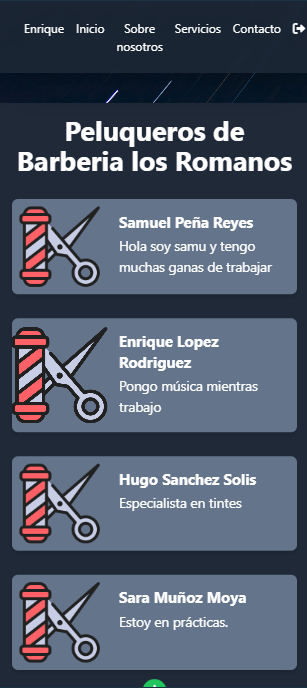 Enrique Inicio Sobre nosotros Servicios Contacto
Peluqueros de
Barberia los Romanos
Samuel Peña Reyes
Hola soy samu y tengo
muchas ganas de trabajar
Enrique Lopez
Rodriguez
Pongo música mientras
trabajo
Hugo Sanchez Solis
Especialista en tintes
Sara Muñoz Moya
Estoy en prácticas.